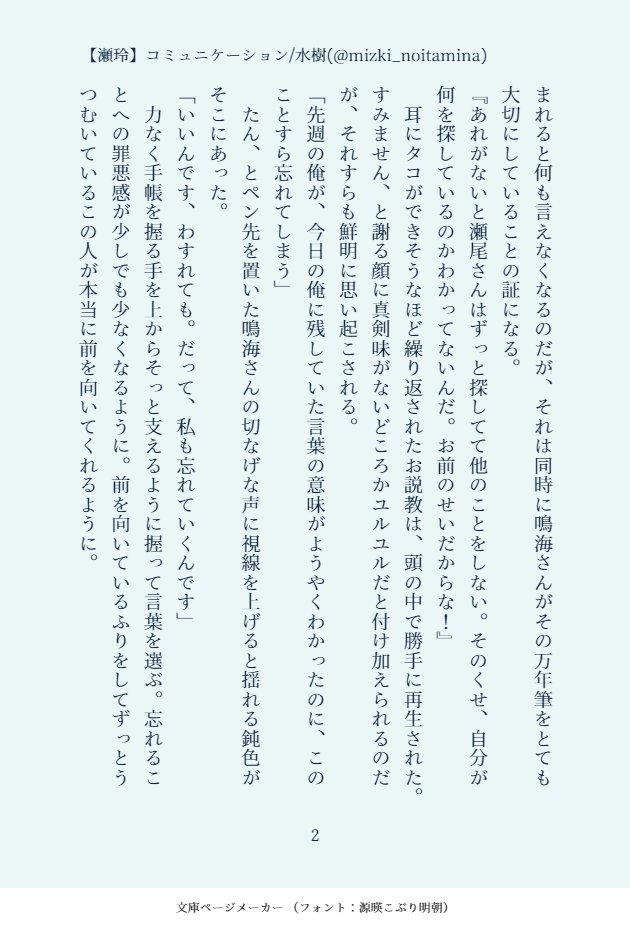 【瀬玲】コミュニケーション/水樹(@mizki_noitamina)
まれると何も言えなくなるのだが、それは同時に鳴海さんがその万年筆をとても
大切にしていることの証になる。
『あれがないと瀬尾さんはずっと探してて他のことをしない。そのくせ、自分が
何を探しているのかわかってないんだ。お前のせいだからな！』
　耳にタコができそうなほど繰り返されたお説教は、頭の中で勝手に再生された。
すみません、と謝る顔に真剣味がないどころかユルユルだと付け加えられるのだ
が、それすらも鮮明に思い起こされる。
「先週の俺が、今日の俺に残していた言葉の意味がようやくわかったのに、この
ことすら忘れてしまう」
　たん、とペン先を置いた鳴海さんの切なげな声に視線を上げると揺れる鈍色が
そこにあった。
「いいんです、わすれても。だって、私も忘れていくんです」
　力なく手帳を握る手を上からそっと支えるように握って言葉を選ぶ。忘れるこ
とへの罪悪感が少しでも少なくなるように。前を向いているふりをしてずっとう
つむいているこの人が本当に前を向いてくれるように。
2
文庫ページメーカー （フォント：源暎こぶり明朝）